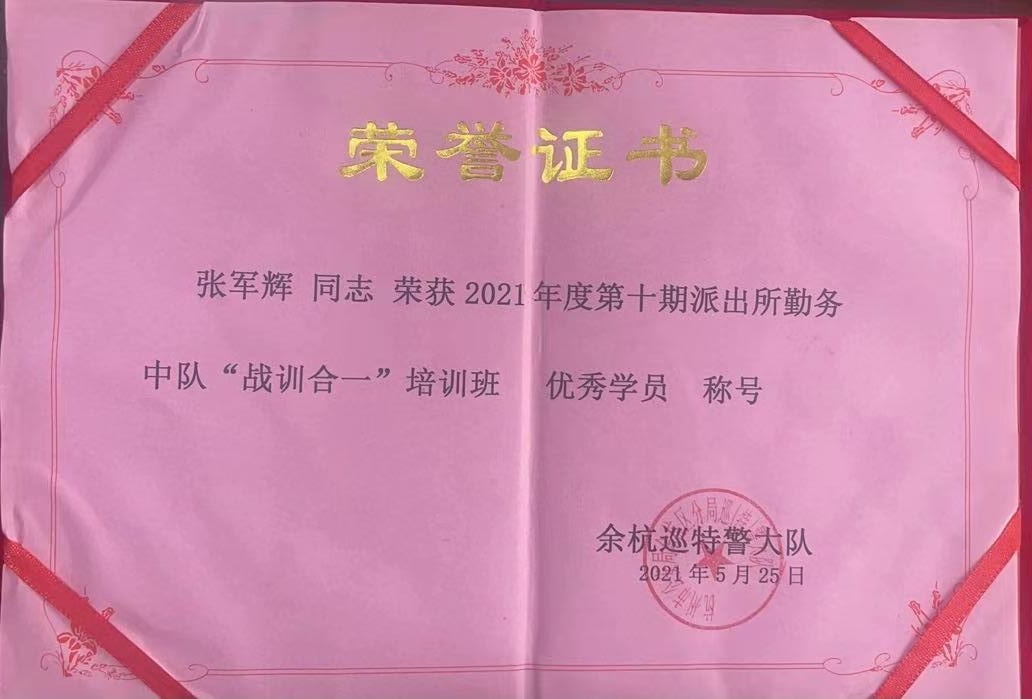 荣誉证书
张军辉 同志 荣获 2021 年度第十期派出所勤务
中队“战训合一”培训班 优秀学员 称号
余杭巡特警大队
2021 年 5 月 25 日